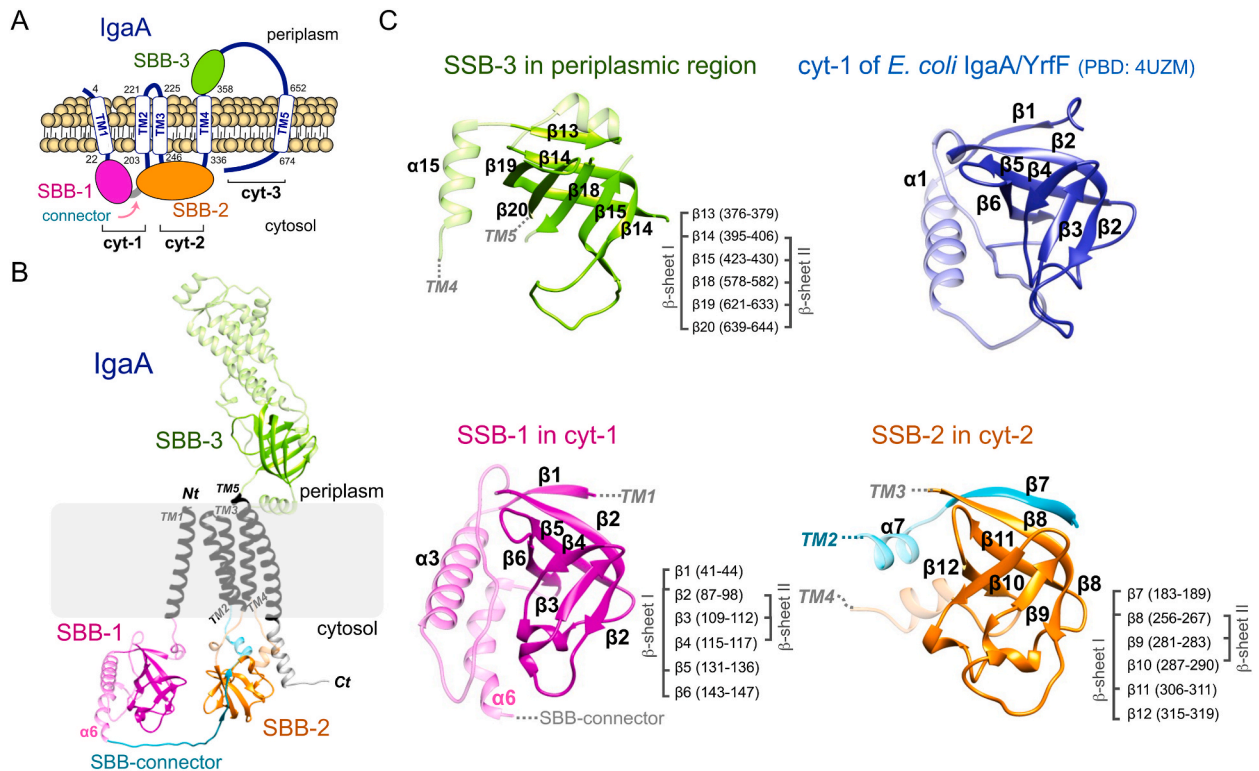 A
IgaA
periplasm
SBB-3
4
221
225
358
652
TM1
TM2
TM3
TM4
TM5
22
203
246
336
674
SBB-1
connector
SBB-2
cyt-3
cytosol
cyt-1
cyt-2
B
IgaA
SBB-3
Nt
TM5
periplasm
TM1
TM3
TM2
TM4
cytosol
SBB-1
Ct
α6
SBB-2
SBB-connector
C
SSB-3 in periplasmic region
β13
α15
β19
β14
β18
β20
β15
TM5
β14
TM4
β-sheet I
β13 (376-379)
β14 (395-406)
β15 (423-430)
β18 (578-582)
β19 (621-633)
β20 (639-644)
β-sheet II
cyt-1 of E. coli IgaA/YrfF (PBD: 4UZM)
β1
β2
β5
β4
α1
β6
β3
β2
SSB-1 in cyt-1
β1
TM1
β2
β5
β4
α3
β6
β3
β2
α6
SBB-connector
β-sheet I
β1 (41-44)
β2 (87-98)
β3 (109-112)
β4 (115-117)
β5 (131-136)
β6 (143-147)
β-sheet II
SSB-2 in cyt-2
TM3
β7
β8
TM2
α7
β11
β12
β10
β8
TM4
β9
β-sheet I
β7 (183-189)
β8 (256-267)
β9 (281-283)
β10 (287-290)
β11 (306-311)
β12 (315-319)
β-sheet II